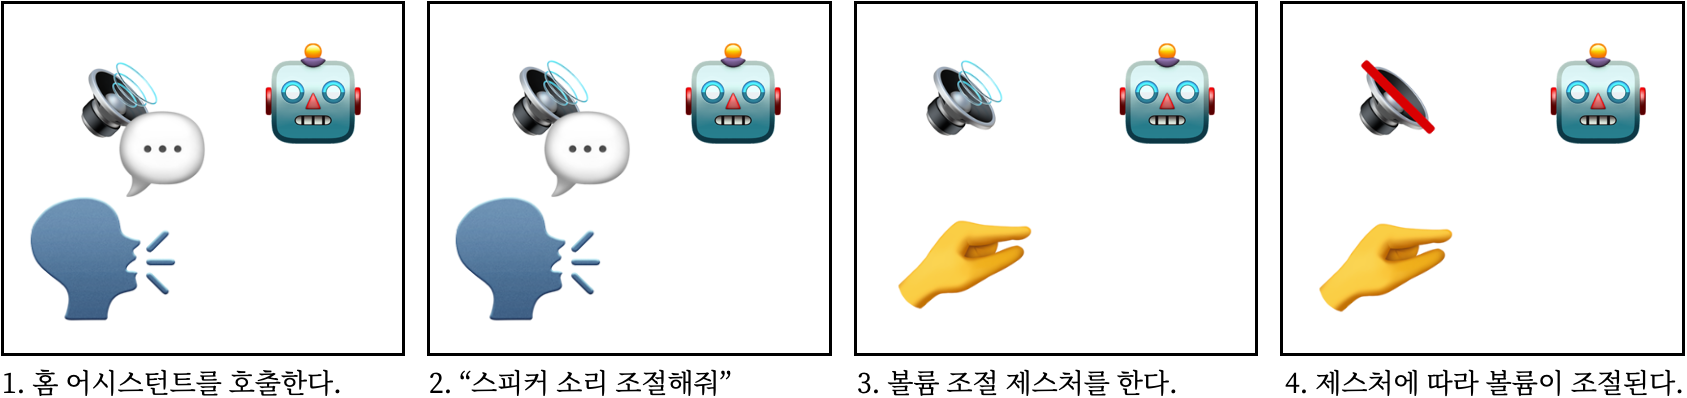 1. 홈 어시스턴트를 호출한다.
2. “스피커 소리 조절해줘”
3. 볼륨 조절 제스처를 한다.
4. 제스처에 따라 볼륨이 조절된다.